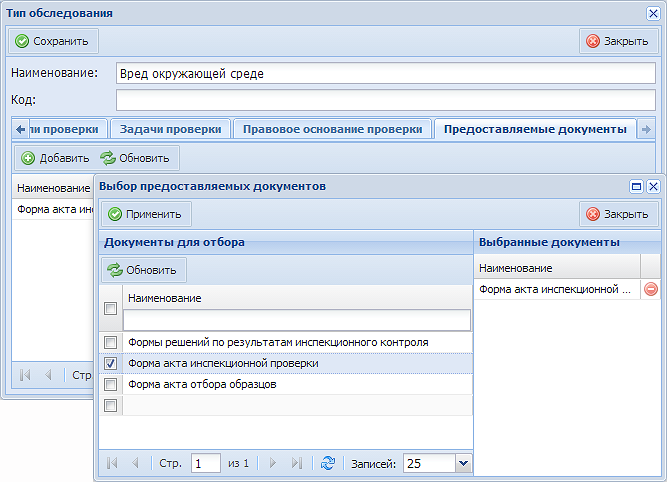 Тип обследования
Сохранить Закрыть
Наименование: Вред окружающей среде
Код:
ли проверки Задачи проверки Правовое основание проверки Предоставляемые документы
Добавить Обновить
Наименование
Форма акта
Стр.
Выбор предоставляемых документов
Применить Закрыть
Документы для отбора
Обновить
Наименование
Формы решений по результатам инспекционного контроля
Форма акта инспекционной проверки
Форма акта отбора образцов
Стр. 1 из 1 Записей: 25
Выбранные документы
Наименование
Форма акта инспекционной ...